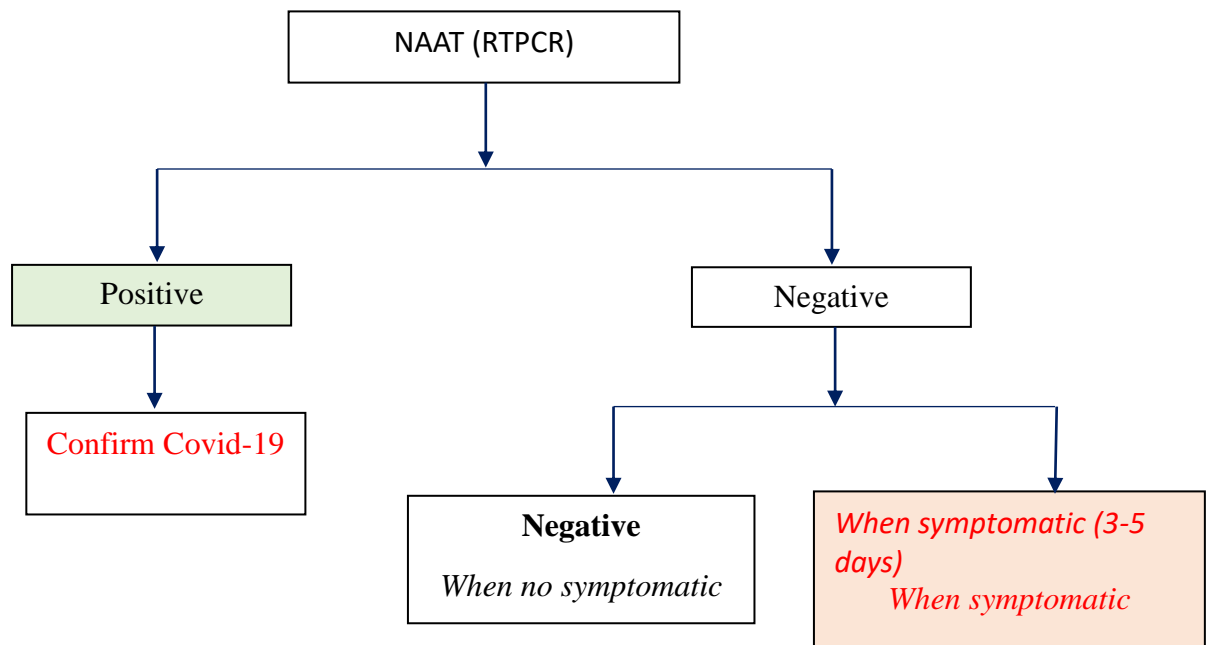 NAAT (RTPCR)
Positive
Negative
Confirm Covid-19
Negative
When no symptomatic
When symptomatic (3-5
days)
When symptomatic